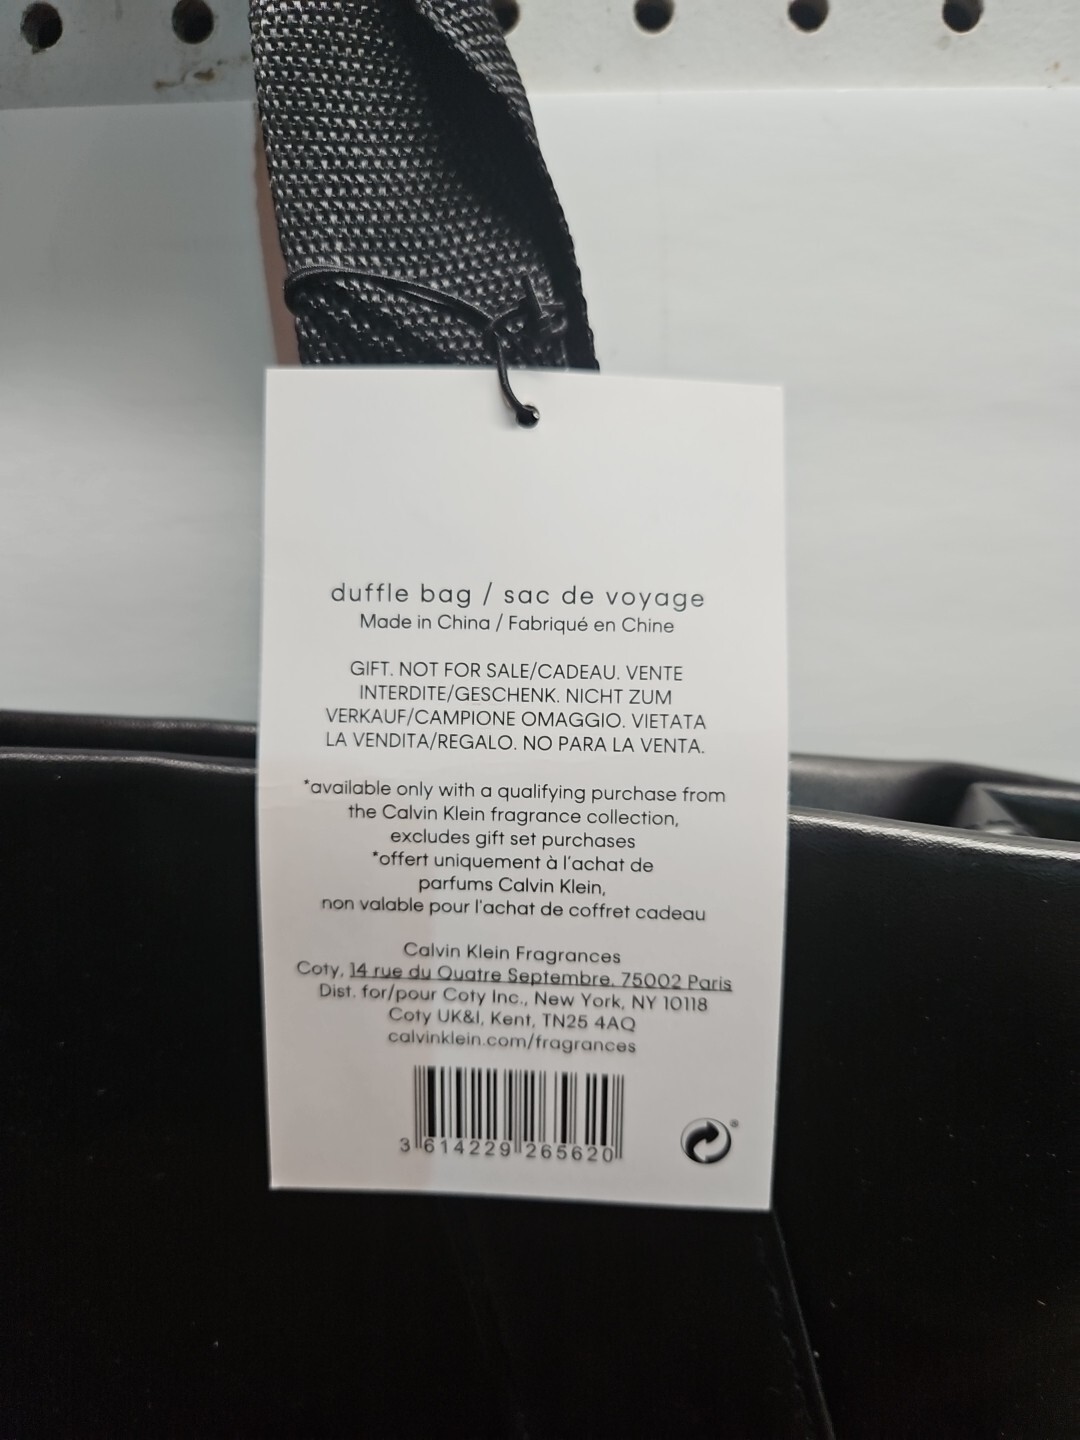 duffle bag / sac de voyage
Made in China / Fabriqué en Chine
GIFT. NOT FOR SALE/CADEAU. VENTE
INTERDITE/GESCHENK. NICHT ZUM
VERKAUF/CAMPIONE OMAGGIO. VIETATA
LA VENDITA/REGALO. NO PARA LA VENTA.
*available only with a qualifying purchase from
the Calvin Klein fragrance collection,
excludes gift set purchases
*offert uniquement à l'achat de
parfums Calvin Klein,
non valable pour l'achat de coffret cadeau
Calvin Klein Fragrances
Coty, 14 rue du Quatre Septembre, 75002 Paris
Dist. for/pour Coty Inc., New York, NY 10118
Coty UK&I, Kent, TN25 4AQ
calvinklein.com/fragrances
3 614229 265620
®